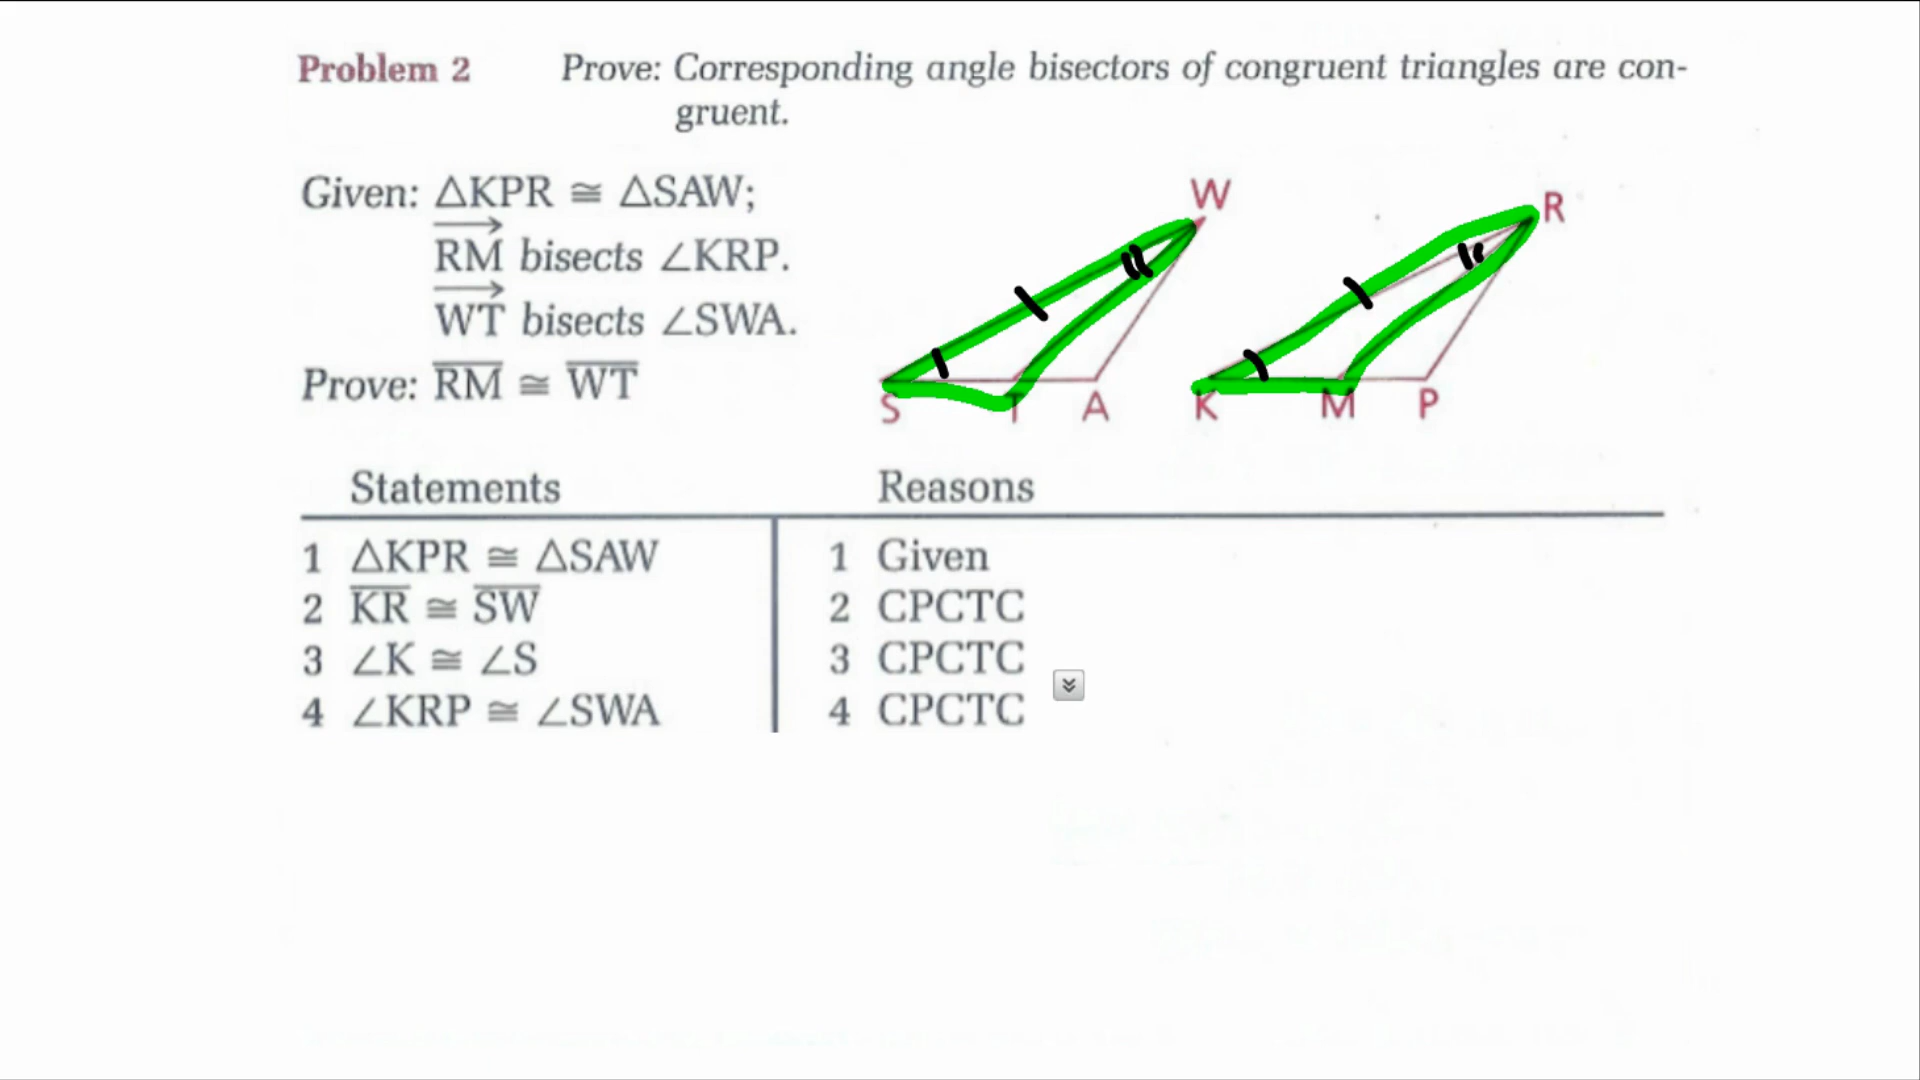 Problem 2 Prove: Corresponding angle bisectors of congruent triangles are con-
gruent.
Given: △KPR ≅ △SAW;
RM bisects ∠KRP.
WT bisects ∠SWA.
Prove: RM ≅ WT
W
R
S
T
A
K
M
P
Statements Reasons
1 △KPR ≅ △SAW 1 Given
2 KR ≅ SW 2 CPCTC
3 ∠K ≅ ∠S 3 CPCTC
4 ∠KRP ≅ ∠SWA 4 CPCTC